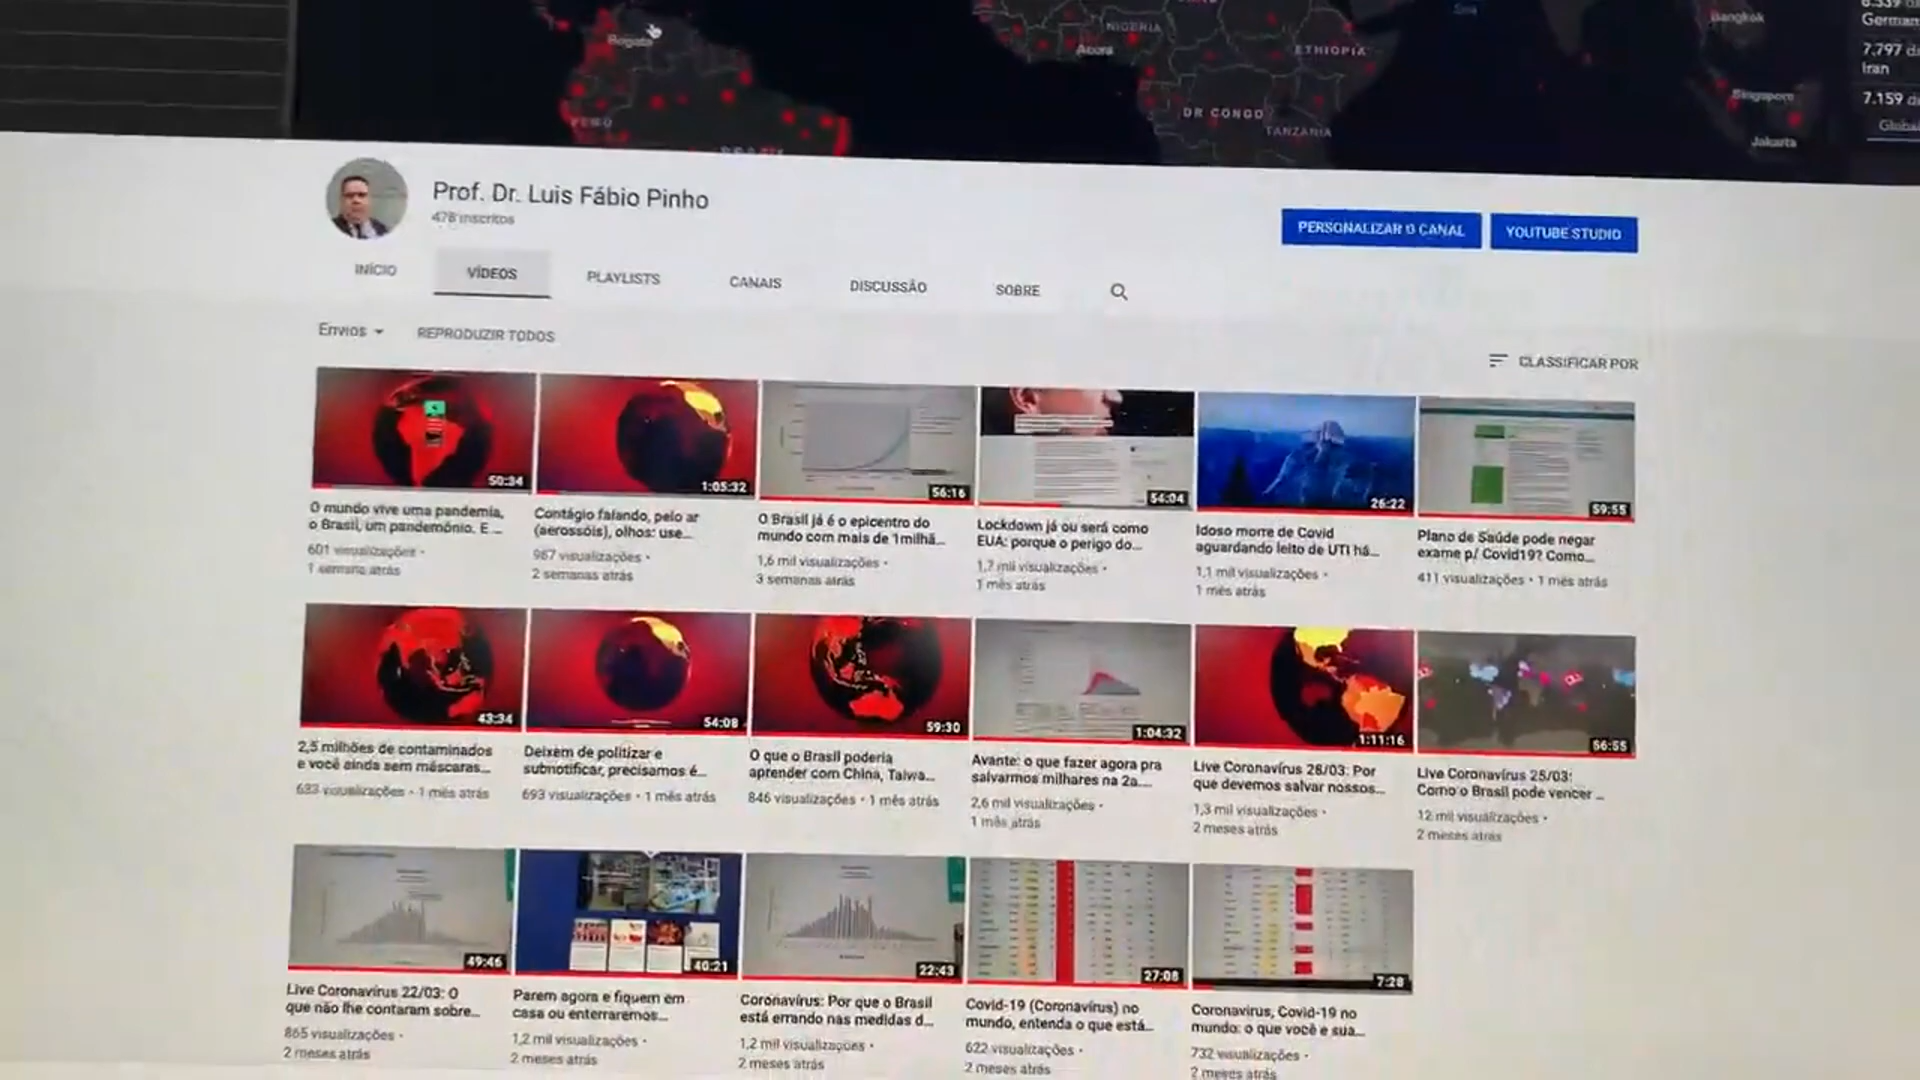 Bogota
PERU
NIGERIA
Accra
ETHIOPIA
DR CONGO
TANZANIA
Bangkok
Singapore
Jakarta
German
7,797 d
Iran
7.159 d
Global
Prof. Dr. Luis Fábio Pinho
478 inscritos
PERSONALIZAR O CANAL
YOUTUBE STUDIO
INÍCIO
VÍDEOS
PLAYLISTS
CANAIS
DISCUSSÃO
SOBRE
Envios
REPRODUZIR TODOS
CLASSIFICAR POR
50:34
1:05:32
56:16
54:04
26:22
59:55
O mundo vive uma pandemia,
o Brasil, um pandemônio. E ...
601 visualizações •
1 semana atrás
Contágio falando, pelo ar
(aerossóis), olhos: use...
967 visualizações •
2 semanas atrás
O Brasil já é o epicentro do
mundo com mais de 1milhã...
1,6 mil visualizações •
3 semanas atrás
Lockdown já ou será como
EUA: porque o perigo do...
1,7 mil visualizações •
1 mês atrás
Idoso morre de Covid
aguardando leito de UTI há...
1,1 mil visualizações •
1 mês atrás
Plano de Saúde pode negar
exame p/ Covid19? Como...
411 visualizações • 1 mês atrás
43:34
54:08
59:30
1:04:32
1:11:16
56:55
2,5 milhões de contaminados
e você ainda sem máscaras...
633 visualizações • 1 mês atrás
Deixem de politizar e
subnotificar, precisamos é...
693 visualizações • 1 mês atrás
O que o Brasil poderia
aprender com China, Taiwa...
846 visualizações • 1 mês atrás
Avante: o que fazer agora pra
salvarmos milhares na 2a....
2,6 mil visualizações •
1 mês atrás
Live Coronavírus 28/03: Por
que devemos salvar nossos...
1,3 mil visualizações •
2 meses atrás
Live Coronavírus 25/03:
Como o Brasil pode vencer ...
12 mil visualizações •
2 meses atrás
49:46
40:21
22:43
27:08
7:28
Live Coronavírus 22/03: O
que não lhe contaram sobre...
865 visualizações •
2 meses atrás
Parem agora e fiquem em
casa ou enterraremos...
1,2 mil visualizações •
2 meses atrás
Coronavírus: Por que o Brasil
está errando nas medidas d...
1,2 mil visualizações •
2 meses atrás
Covid-19 (Coronavírus) no
mundo, entenda o que está...
622 visualizações •
2 meses atrás
Coronavirus, Covid-19 no
mundo: o que você e sua...
732 visualizações •
2 meses atrás